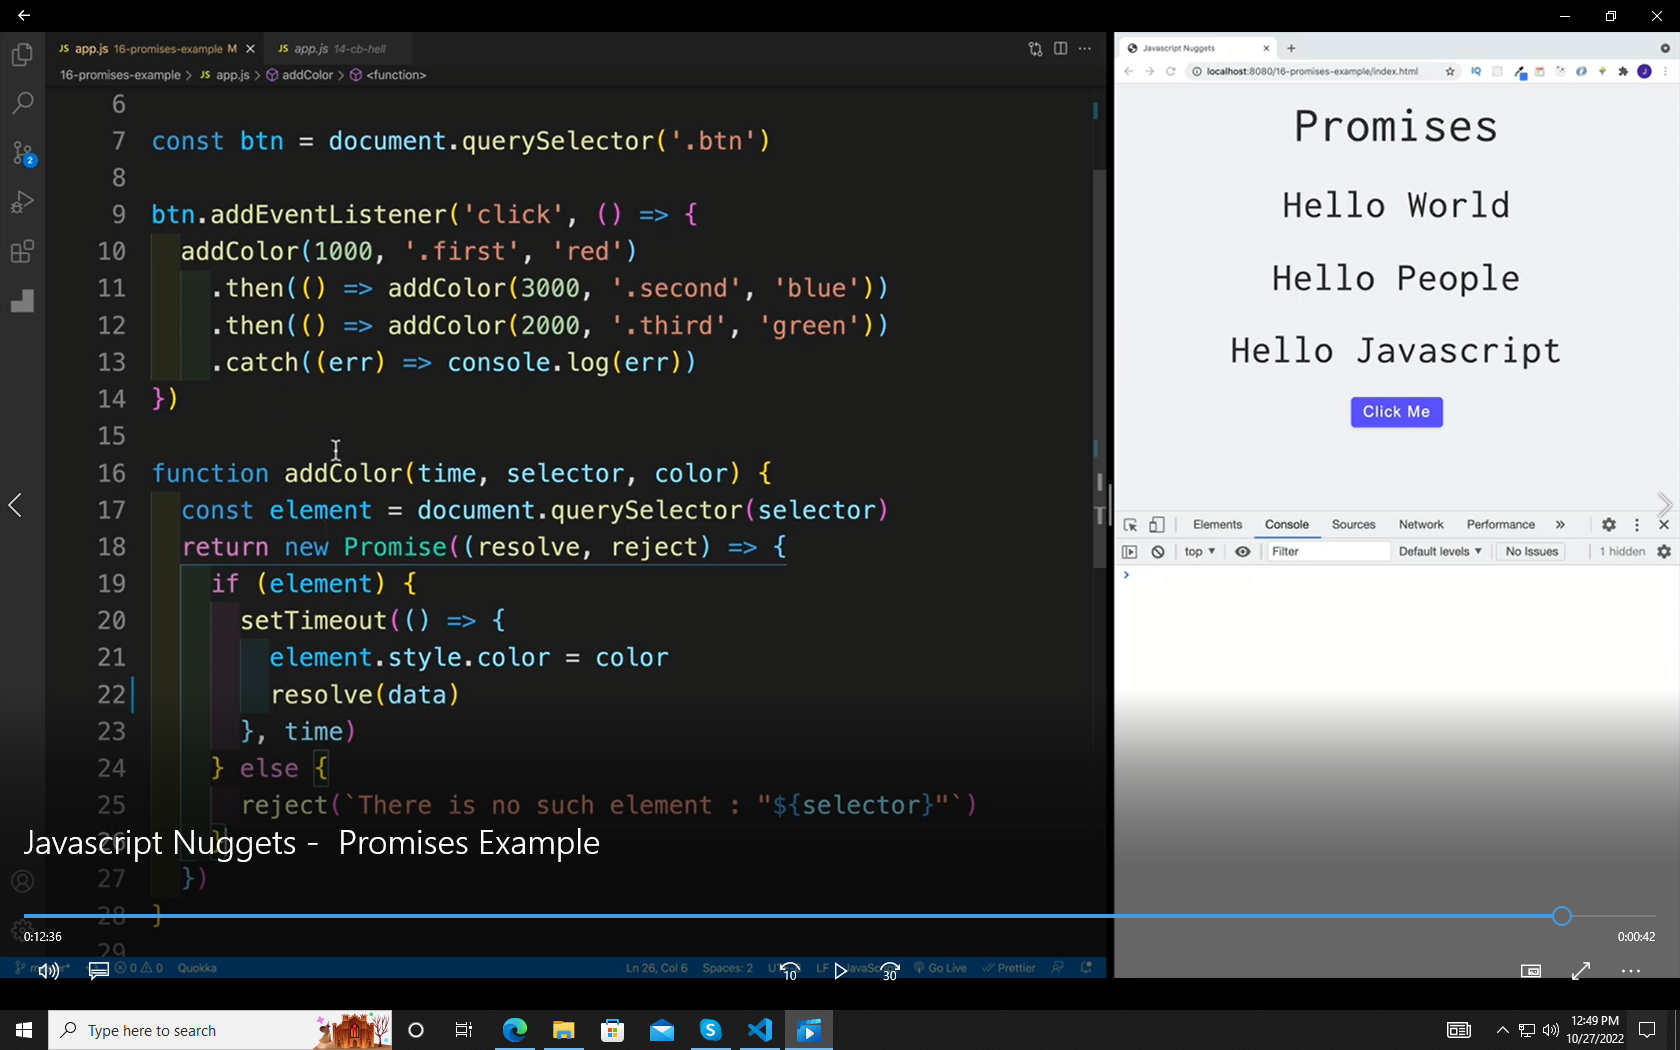 JS app.js 16-promises-example M × JS app.js 14-cb-hell
16-promises-example > JS app.js > addColor > <function>
6
7 const btn = document.querySelector('.btn')
8
9 btn.addEventListener('click', () => {
10 addColor(1000, '.first', 'red')
11 .then(() => addColor(3000, '.second', 'blue'))
12 .then(() => addColor(2000, '.third', 'green'))
13 .catch((err) => console.log(err))
14 })
15
16 function addColor(time, selector, color) {
17 const element = document.querySelector(selector)
18 return new Promise((resolve, reject) => {
19 if (element) {
20 setTimeout(() => {
21 element.style.color = color
22 resolve(data)
23 }, time)
24 } else {
25 reject(`There is no such element : "${selector}"`)
26 }
27 })
28 }
29
2
Javascript Nuggets - Promises Example
0:12:36
0:00:42
0 0 Quokka Ln 26, Col 6 Spaces: 2 LF Go Live Prettier
10 30
Javascript Nuggets
localhost:8080/16-promises-example/index.html IQ J
Promises
Hello World
Hello People
Hello Javascript
Click Me
Elements Console Sources Network Performance »
top Filter Default levels No Issues 1 hidden
Type here to search
12:49 PM
10/27/2022